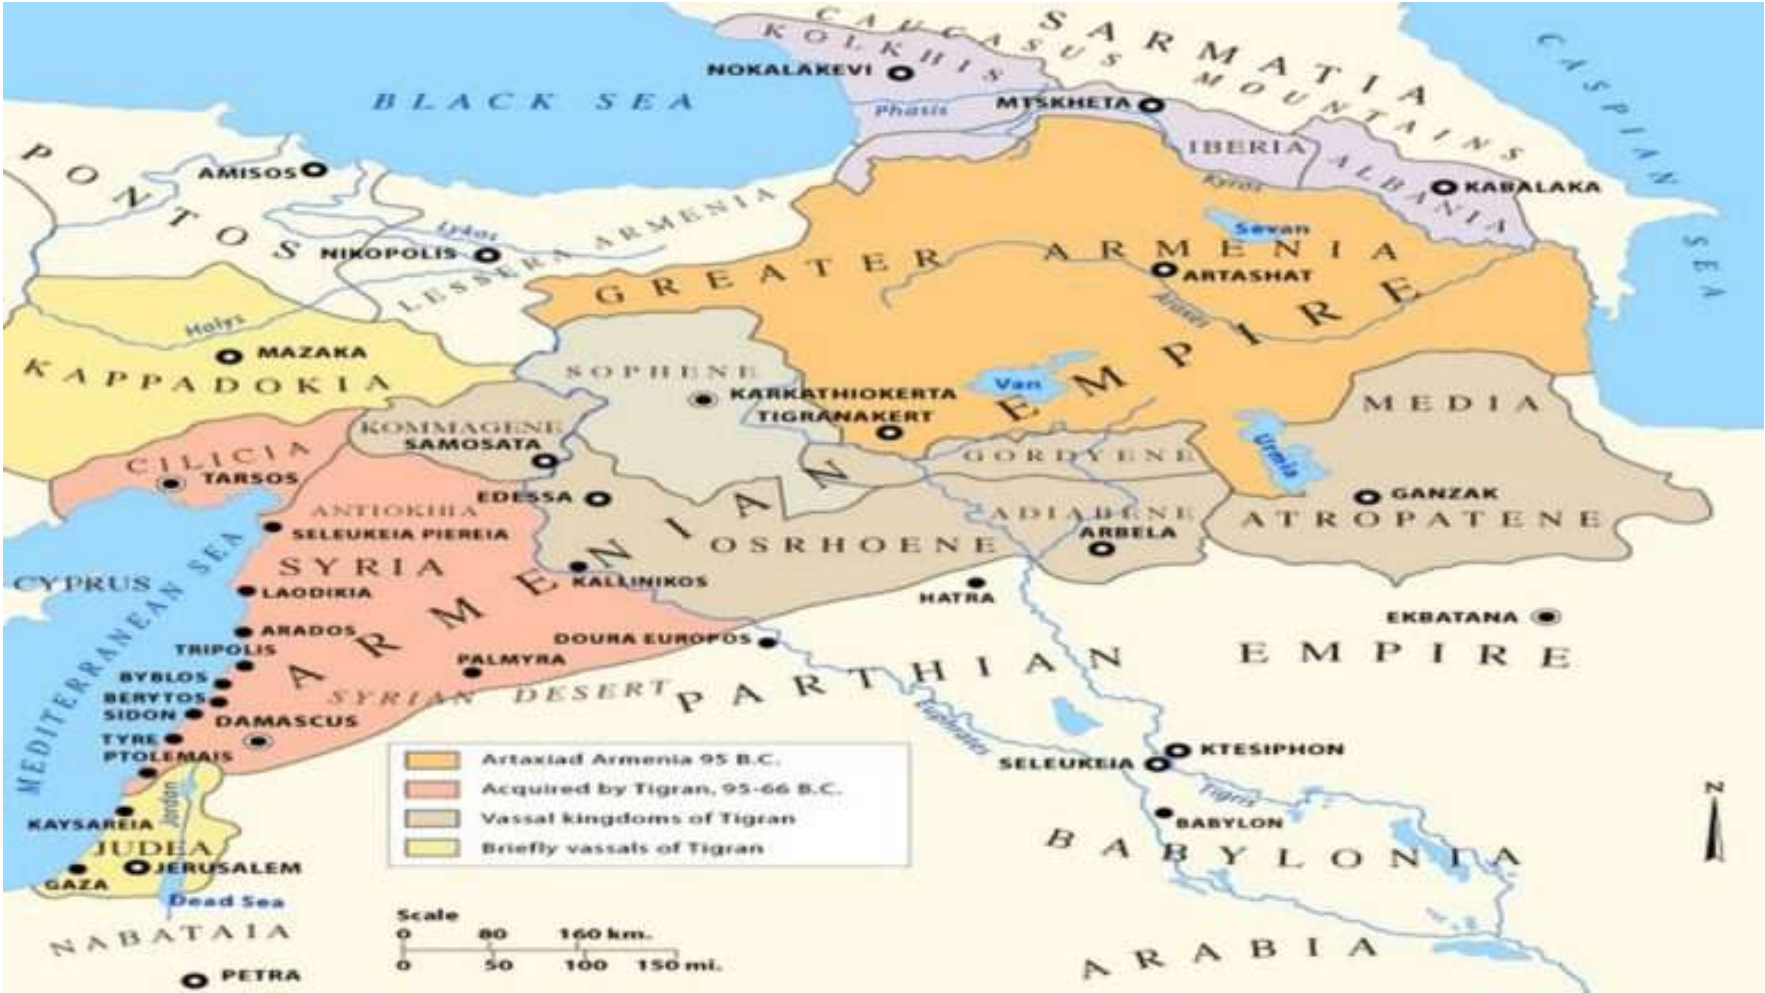 CAUCASUS MOUNTAINS
SARMATIA
CASPIAN SEA
KOLKHIS
NOKALAKEVI
BLACK SEA
Phasis
MTSKHETA
IBERIA
ALBANIA
KABALAKA
Kyros
PONTOS
AMISOS
Lykos
NIKOPOLIS
LESSERA ARMENIA
GREATER ARMENIA
Sevan
ARTASHAT
Araxes
Halys
MAZAKA
KAPPADOKIA
SOPHENE
KARKATHIOKERTA
TIGRANAKERT
Van
ARMENIAN EMPIRE
MEDIA
ATROPATENE
Urmia
GANZAK
KOMMAGENE
SAMOSATA
CILICIA
TARSOS
EDESSA
GORDYENE
ADIABENE
ARBELA
OSRHOENE
ANTIOKHIA
SELEUKEIA PIEREIA
SYRIA
KALLINIKOS
LAODIKIA
HATRA
EKBATANA
CYPRUS
MEDITERRANEAN SEA
ARADOS
TRIPOLIS
DOURA EUROPOS
PALMYRA
BYBLOS
BERYTOS
SIDON
DAMASCUS
SYRIAN DESERT
PARTHIAN EMPIRE
TYRE
PTOLEMAIS
Euphrates
KTESIPHON
SELEUKEIA
Tigris
Jordan
KAYSAREIA
BABYLON
BABYLONIA
JUDEA
JERUSALEM
GAZA
Dead Sea
NABATAIA
PETRA
ARABIA
Artaxiad Armenia 95 B.C.
Acquired by Tigran, 95-66 B.C.
Vassal kingdoms of Tigran
Briefly vassals of Tigran
Scale
0 80 160 km.
0 50 100 150 mi.
N